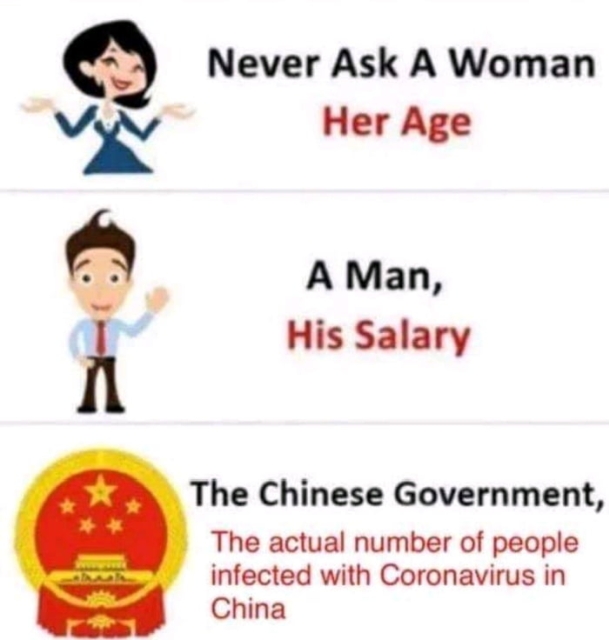 Never Ask A Woman
Her Age
A Man,
His Salary
The Chinese Government,
The actual number of people
infected with Coronavirus in
China